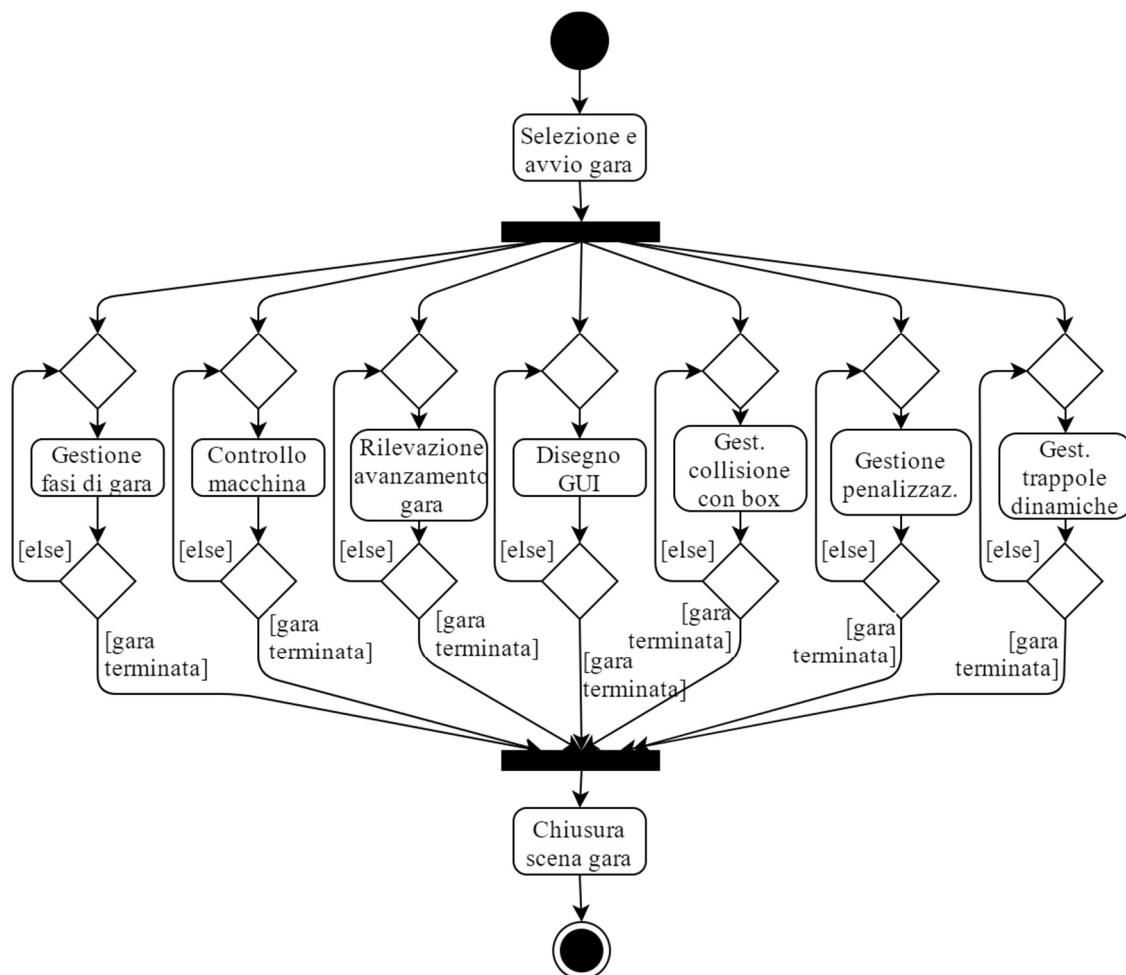 Selezione e
avvio gara
Gestione
fasi di gara
Controllo
macchina
Rilevazione
avanzamento
gara
Disegno
GUI
Gest.
collisione
con box
Gestione
penalizzaz.
Gest.
trappole
dinamiche
[else]
[else]
[else]
[else]
[else]
[else]
[else]
[gara
terminata]
[gara
terminata]
[gara
terminata]
[gara
terminata]
[gara
terminata]
[gara
terminata]
[gara
terminata]
Chiusura
scena gara